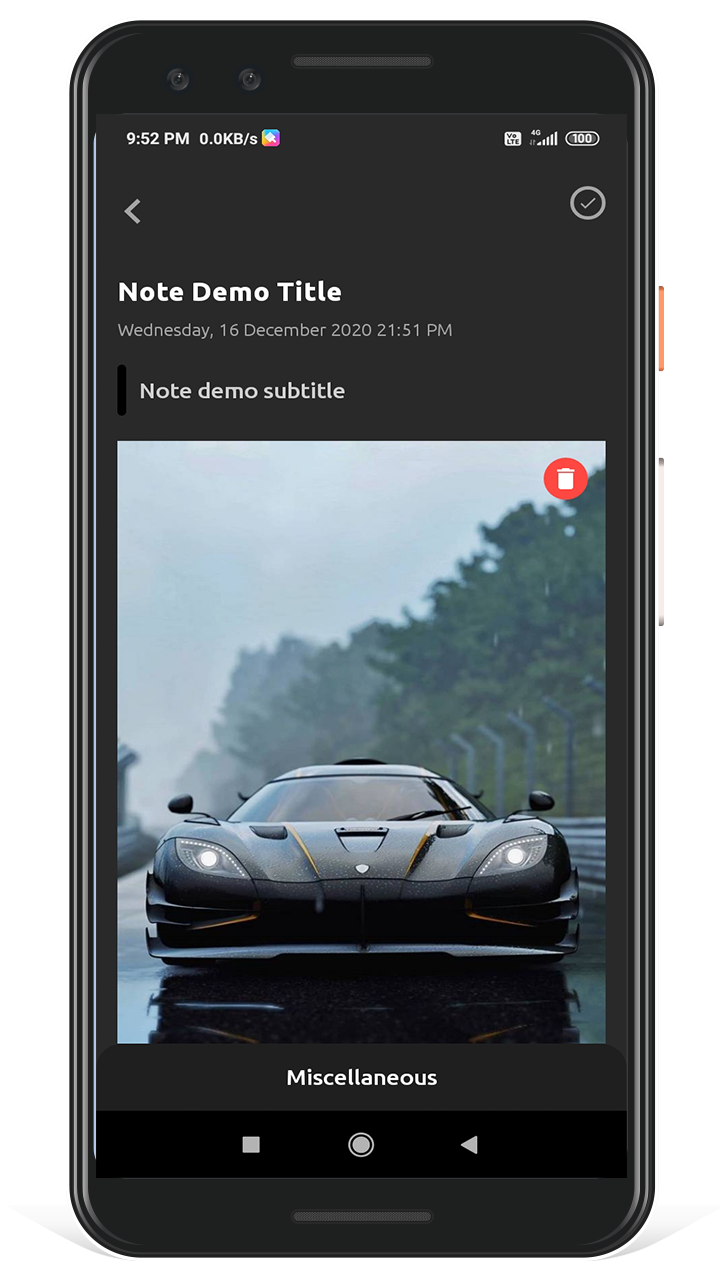 9:52 PM 0.0KB/s Vo LTE 4G 100
Note Demo Title
Wednesday, 16 December 2020 21:51 PM
Note demo subtitle
Miscellaneous